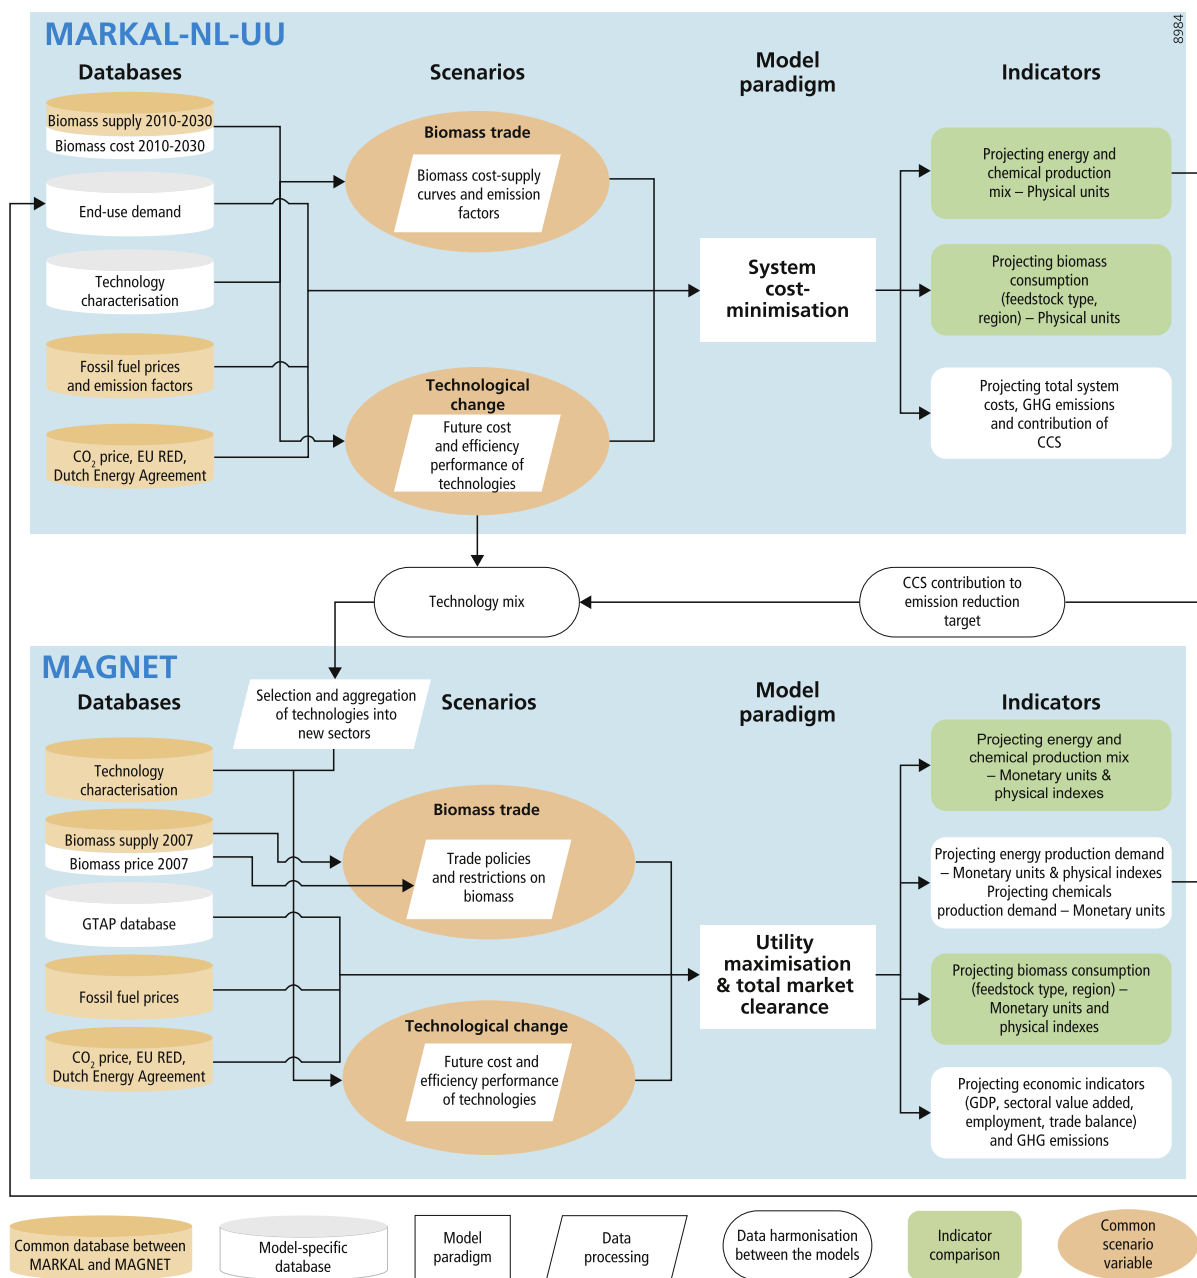 MARKAL-NL-UU
8984
Databases
Scenarios
Model
paradigm
Indicators
Biomass supply 2010-2030
Biomass cost 2010-2030
End-use demand
Technology
characterisation
Fossil fuel prices
and emission factors
CO2 price, EU RED,
Dutch Energy Agreement
Biomass trade
Biomass cost-supply
curves and emission
factors
Technological
change
Future cost
and efficiency
performance of
technologies
System
cost-
minimisation
Projecting energy and
chemical production
mix – Physical units
Projecting biomass
consumption
(feedstock type,
region) – Physical units
Projecting total system
costs, GHG emissions
and contribution of
CCS
Technology mix
CCS contribution to
emission reduction
target
MAGNET
Databases
Selection and aggregation
of technologies into
new sectors
Scenarios
Model
paradigm
Indicators
Technology
characterisation
Biomass supply 2007
Biomass price 2007
GTAP database
Fossil fuel prices
CO2 price, EU RED,
Dutch Energy Agreement
Biomass trade
Trade policies
and restrictions on
biomass
Technological change
Future cost and
efficiency performance
of technologies
Utility
maximisation
& total market
clearance
Projecting energy and
chemical production mix
– Monetary units &
physical indexes
Projecting energy production demand
– Monetary units & physical indexes
Projecting chemicals
production demand – Monetary units
Projecting biomass consumption
(feedstock type, region) –
Monetary units and
physical indexes
Projecting economic indicators
(GDP, sectoral value added,
employment, trade balance)
and GHG emissions
Common database between
MARKAL and MAGNET
Model-specific
database
Model
paradigm
Data
processing
Data harmonisation
between the models
Indicator
comparison
Common
scenario
variable